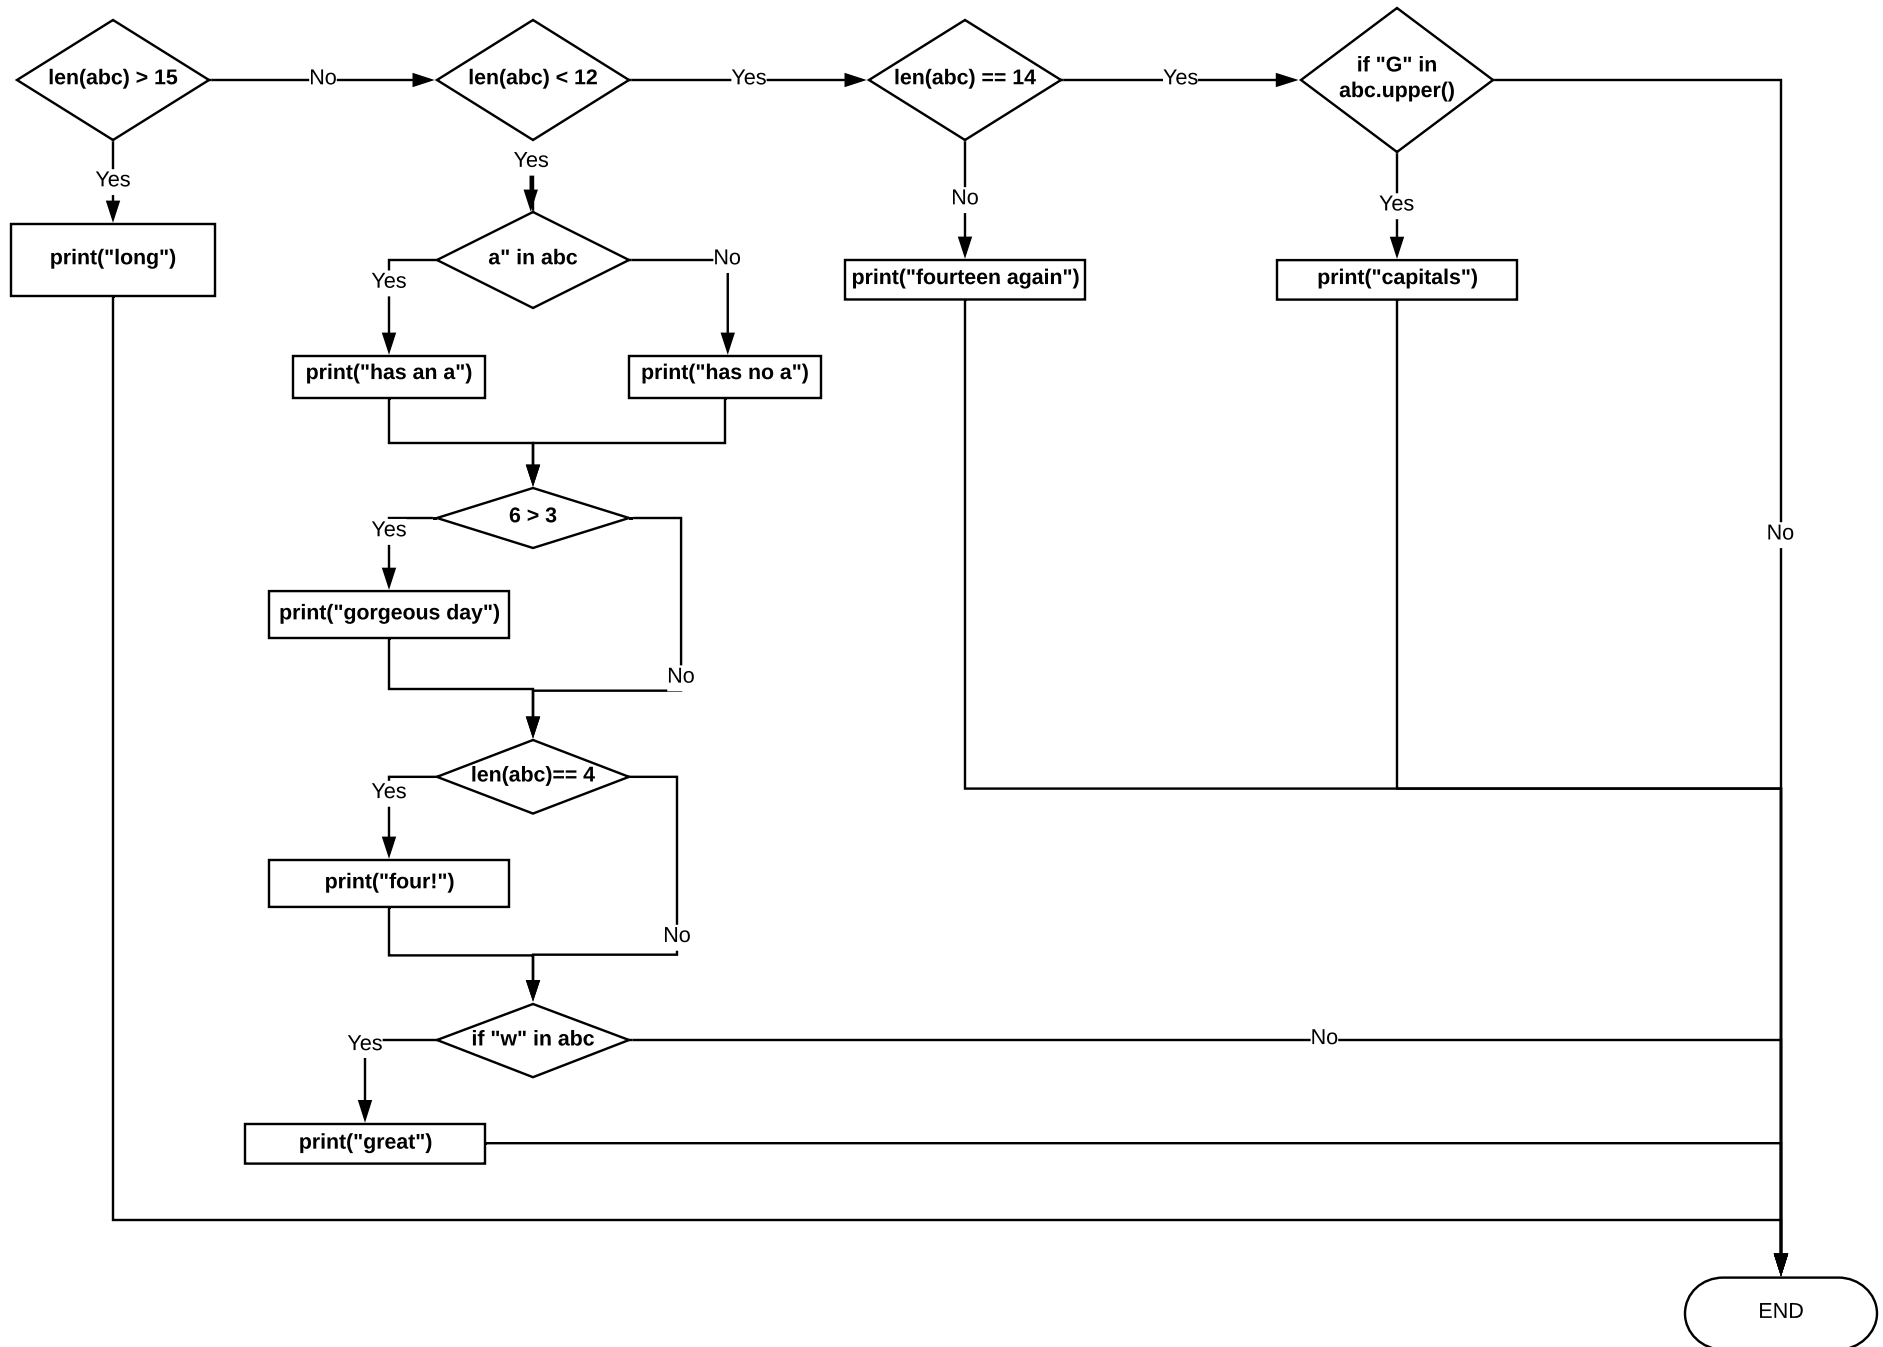 len(abc) > 15
No
len(abc) < 12
Yes
len(abc) == 14
Yes
if "G" in
abc.upper()
Yes
Yes
No
Yes
print("long")
a" in abc
Yes
No
print("fourteen again")
print("capitals")
print("has an a")
print("has no a")
6 > 3
Yes
No
print("gorgeous day")
No
len(abc)== 4
Yes
print("four!")
No
if "w" in abc
Yes
No
print("great")
END